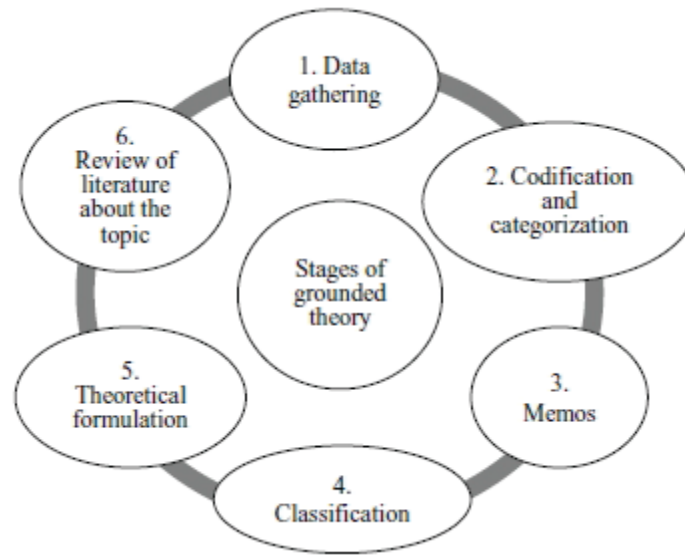 1. Data
gathering
2. Codification
and
categorization
3.
Memos
4.
Classification
5.
Theoretical
formulation
6.
Review of
literature
about the
topic
Stages of
grounded
theory